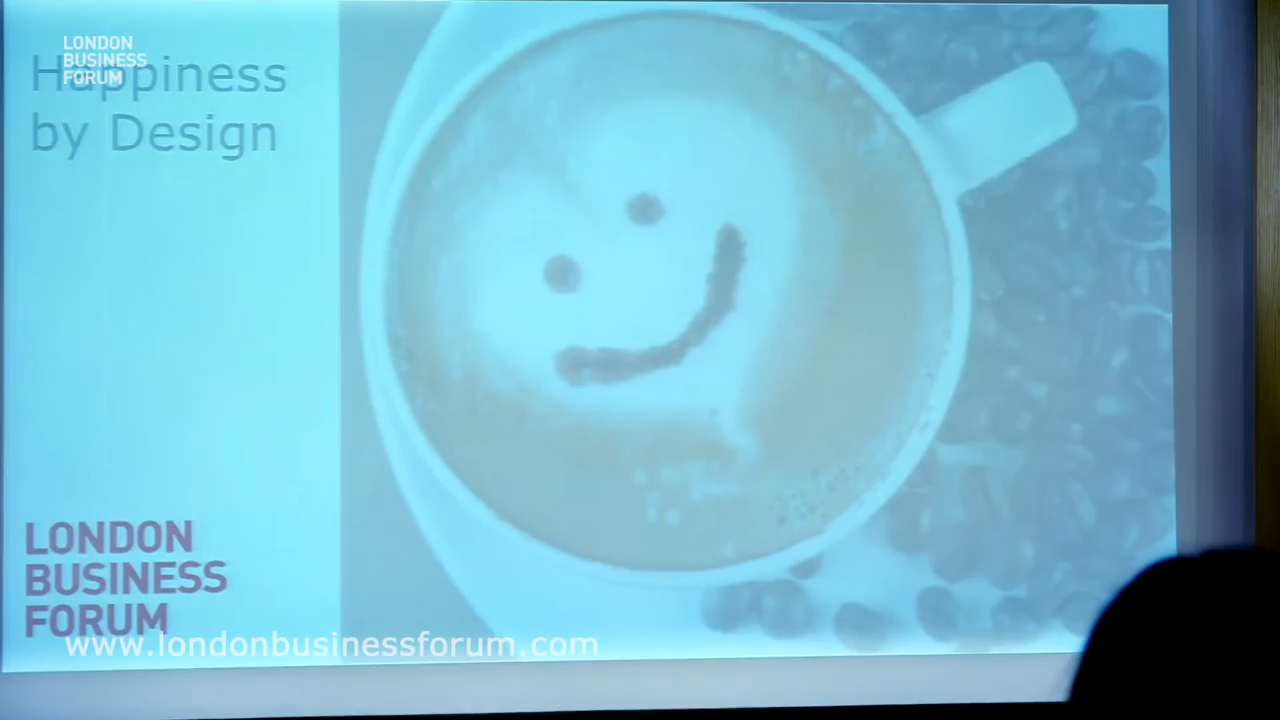 LONDON
BUSINESS
FORUM
Happiness
by Design
LONDON
BUSINESS
FORUM
www.londonbusinessforum.com